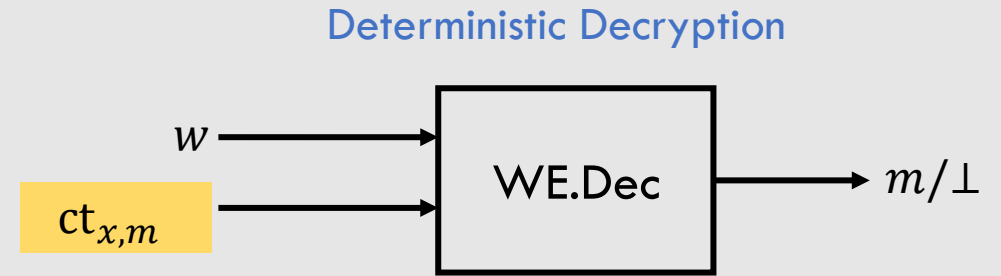 Deterministic Decryption
w
WE.Dec
m/⊥
ct_{x,m}